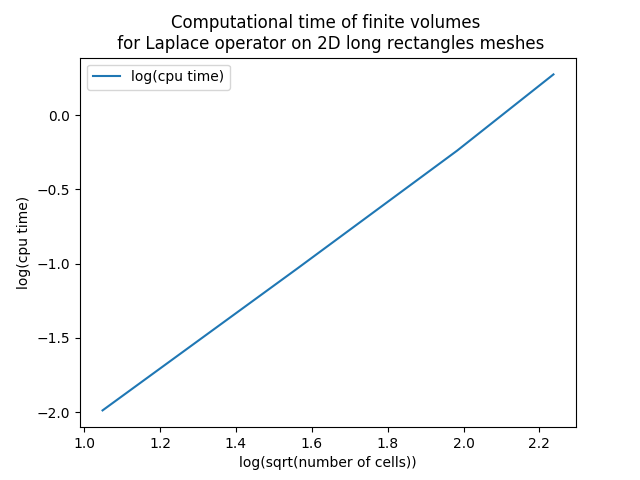 Computational time of finite volumes
for Laplace operator on 2D long rectangles meshes
log(cpu time)
0.0
−0.5
−1.0
−1.5
−2.0
log(cpu time)
1.0 1.2 1.4 1.6 1.8 2.0 2.2
log(sqrt(number of cells))